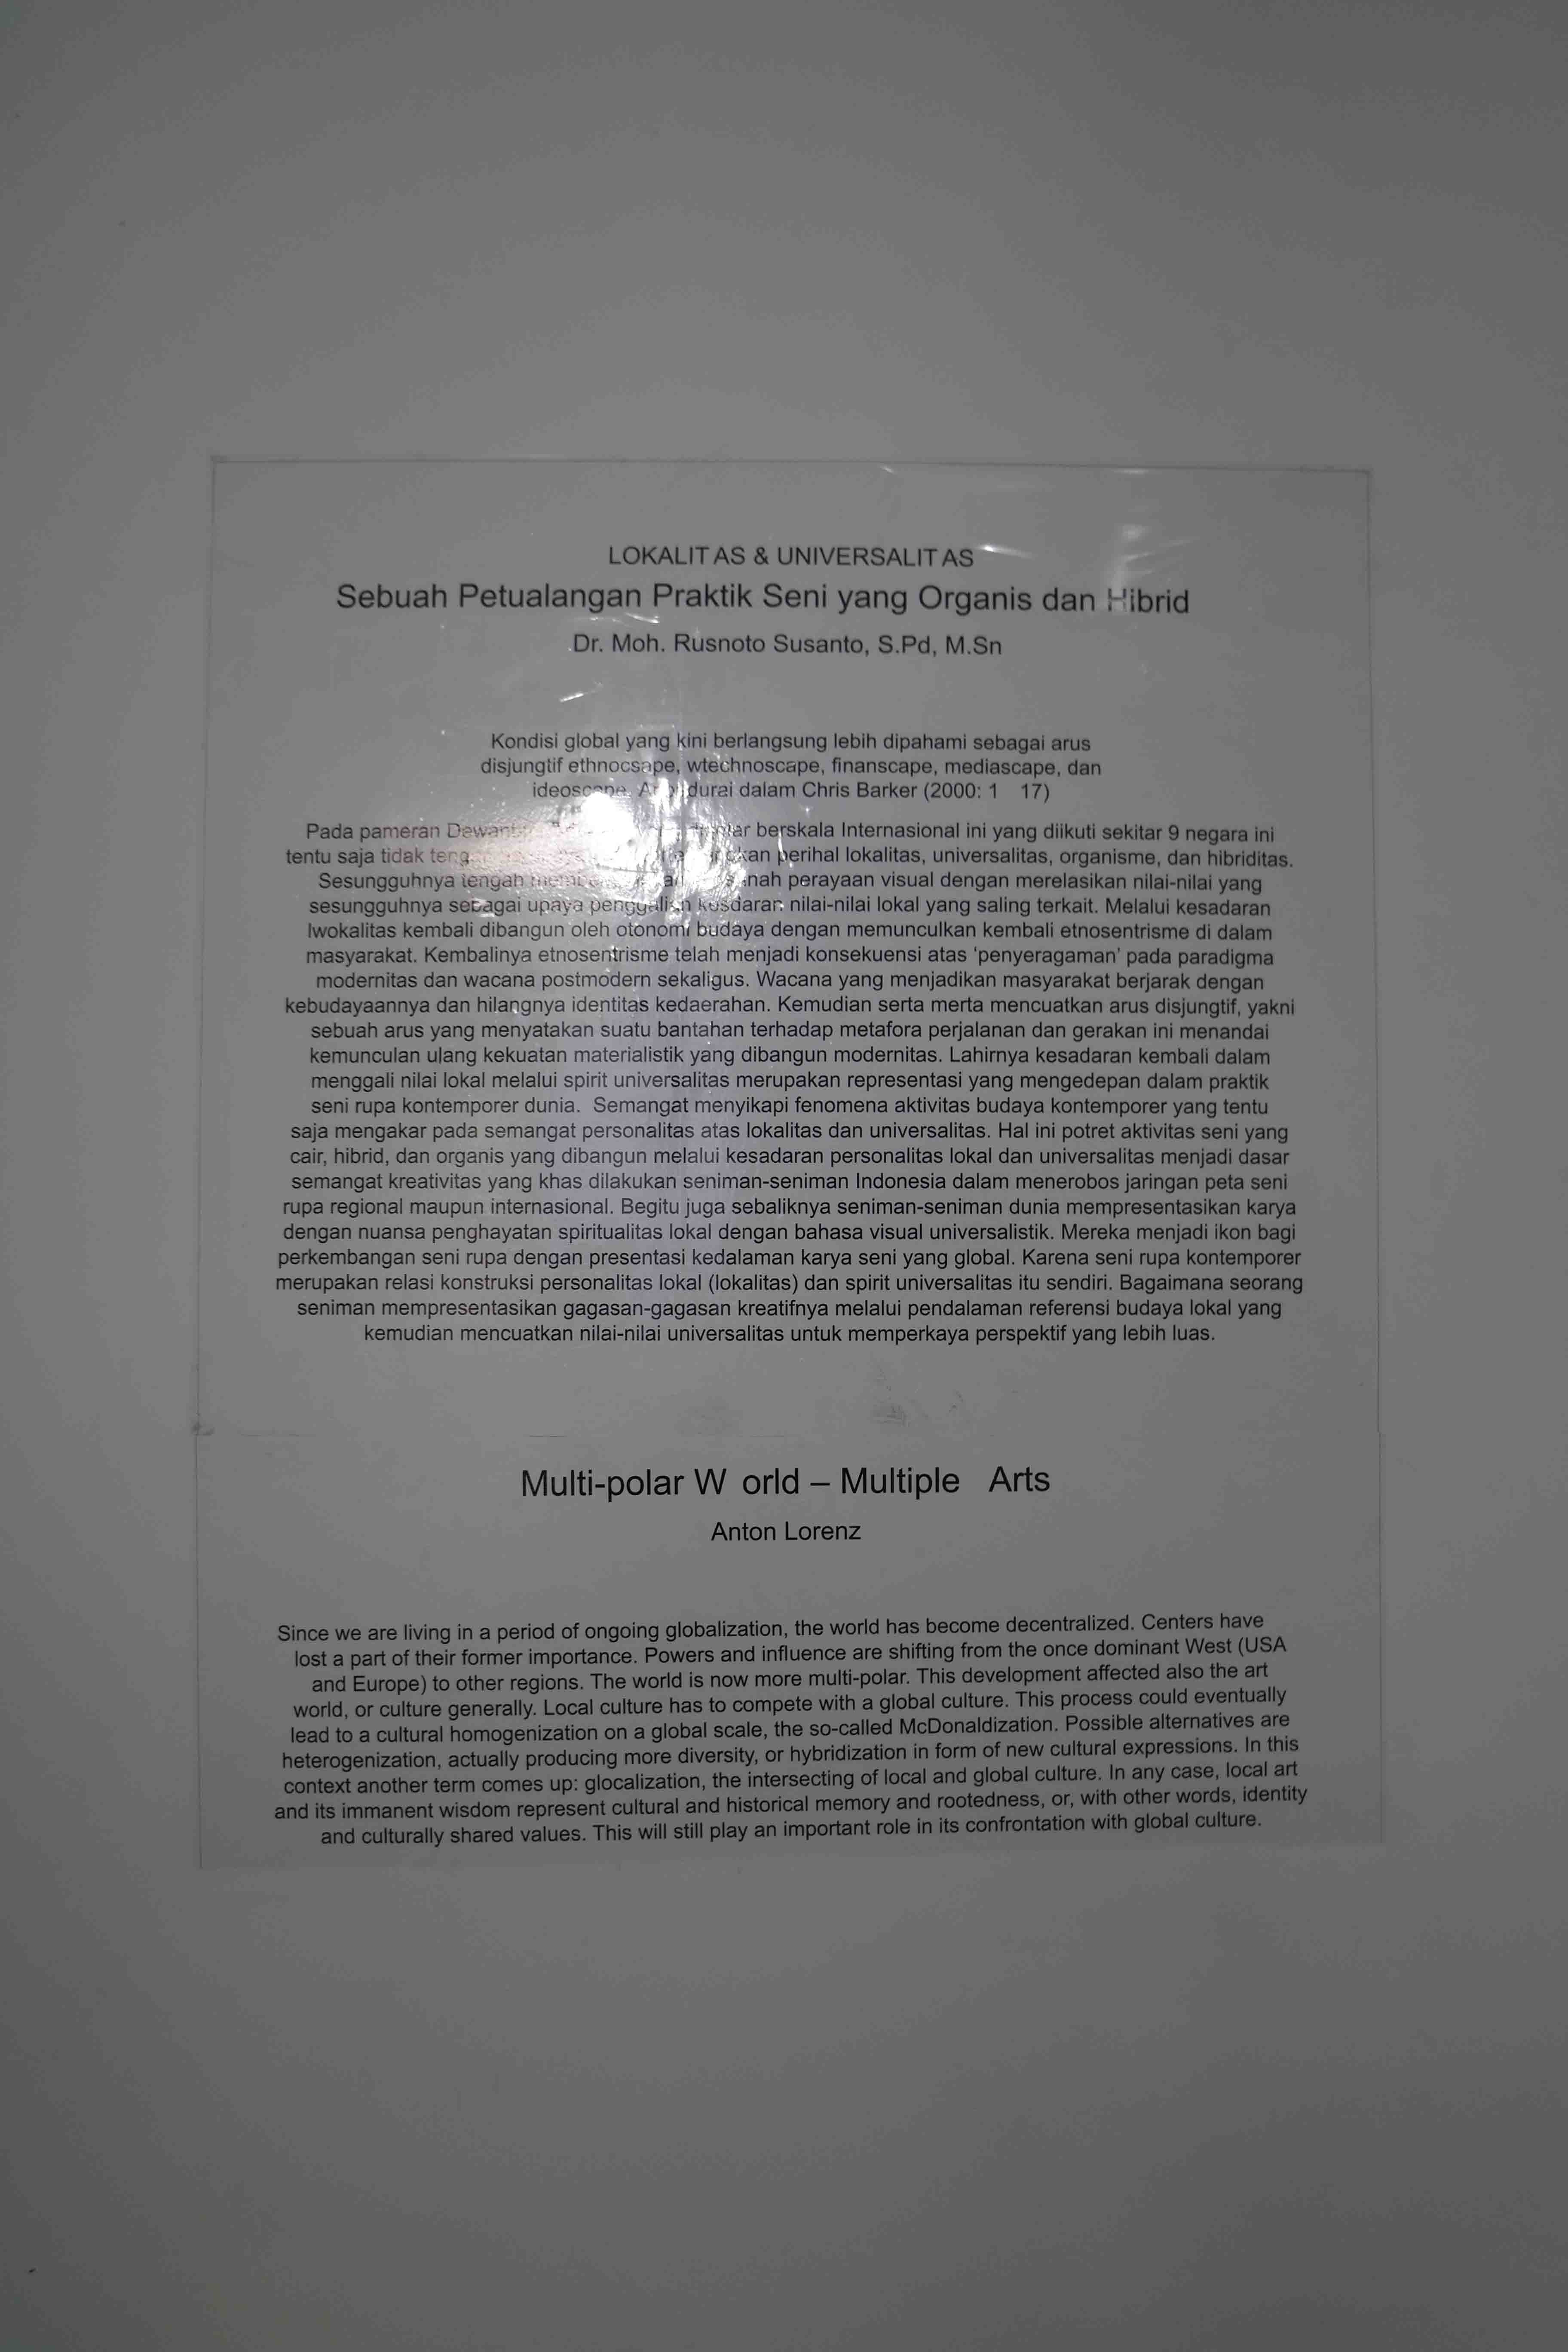 LOKALITAS & UNIVERSALITAS
Sebuah Petualangan Praktik Seni yang Organis dan Hibrid
Dr. Moh. Rusnoto Susanto, S.Pd, M.Sn
Kondisi global yang kini berlangsung lebih dipahami sebagai arus
disjungtif ethnocsape, wtechnoscape, finanscape, mediascape, dan
dalam Chris Barker (2000: 1 17)
Pada pameran berskala Internasional ini yang diikuti sekitar 9 negara ini
tentu saja tidak perihal lokalitas, universalitas, organisme, dan hibriditas.
Sesungguhnya tengah perayaan visual dengan merelasikan nilai-nilai yang
sesungguhnya sebagai upaya penggalian kesdaran nilai-nilai lokal yang saling terkait. Melalui kesadaran
lwokalitas kembali dibangun oleh otonomi budaya dengan memunculkan kembali etnosentrisme di dalam
masyarakat. Kembalinya etnosentrisme telah menjadi konsekuensi atas ‘penyeragaman’ pada paradigma
modernitas dan wacana postmodern sekaligus. Wacana yang menjadikan masyarakat berjarak dengan
kebudayaannya dan hilangnya identitas kedaerahan. Kemudian serta merta mencuatkan arus disjungtif, yakni
sebuah arus yang menyatakan suatu bantahan terhadap metafora perjalanan dan gerakan ini menandai
kemunculan ulang kekuatan materialistik yang dibangun modernitas. Lahirnya kesadaran kembali dalam
menggali nilai lokal melalui spirit universalitas merupakan representasi yang mengedepan dalam praktik
seni rupa kontemporer dunia. Semangat menyikapi fenomena aktivitas budaya kontemporer yang tentu
saja mengakar pada semangat personalitas atas lokalitas dan universalitas. Hal ini potret aktivitas seni yang
cair, hibrid, dan organis yang dibangun melalui kesadaran personalitas lokal dan universalitas menjadi dasar
semangat kreativitas yang khas dilakukan seniman-seniman Indonesia dalam menerobos jaringan peta seni
rupa regional maupun internasional. Begitu juga sebaliknya seniman-seniman dunia mempresentasikan karya
dengan nuansa penghayatan spiritualitas lokal dengan bahasa visual universalistik. Mereka menjadi ikon bagi
perkembangan seni rupa dengan presentasi kedalaman karya seni yang global. Karena seni rupa kontemporer
merupakan relasi konstruksi personalitas lokal (lokalitas) dan spirit universalitas itu sendiri. Bagaimana seorang
seniman mempresentasikan gagasan-gagasan kreatifnya melalui pendalaman referensi budaya lokal yang
kemudian mencuatkan nilai-nilai universalitas untuk memperkaya perspektif yang lebih luas.
Multi-polar W orld – Multiple Arts
Anton Lorenz
Since we are living in a period of ongoing globalization, the world has become decentralized. Centers have
lost a part of their former importance. Powers and influence are shifting from the once dominant West (USA
and Europe) to other regions. The world is now more multi-polar. This development affected also the art
world, or culture generally. Local culture has to compete with a global culture. This process could eventually
lead to a cultural homogenization on a global scale, the so-called McDonaldization. Possible alternatives are
heterogenization, actually producing more diversity, or hybridization in form of new cultural expressions. In this
context another term comes up: glocalization, the intersecting of local and global culture. In any case, local art
and its immanent wisdom represent cultural and historical memory and rootedness, or, with other words, identity
and culturally shared values. This will still play an important role in its confrontation with global culture.